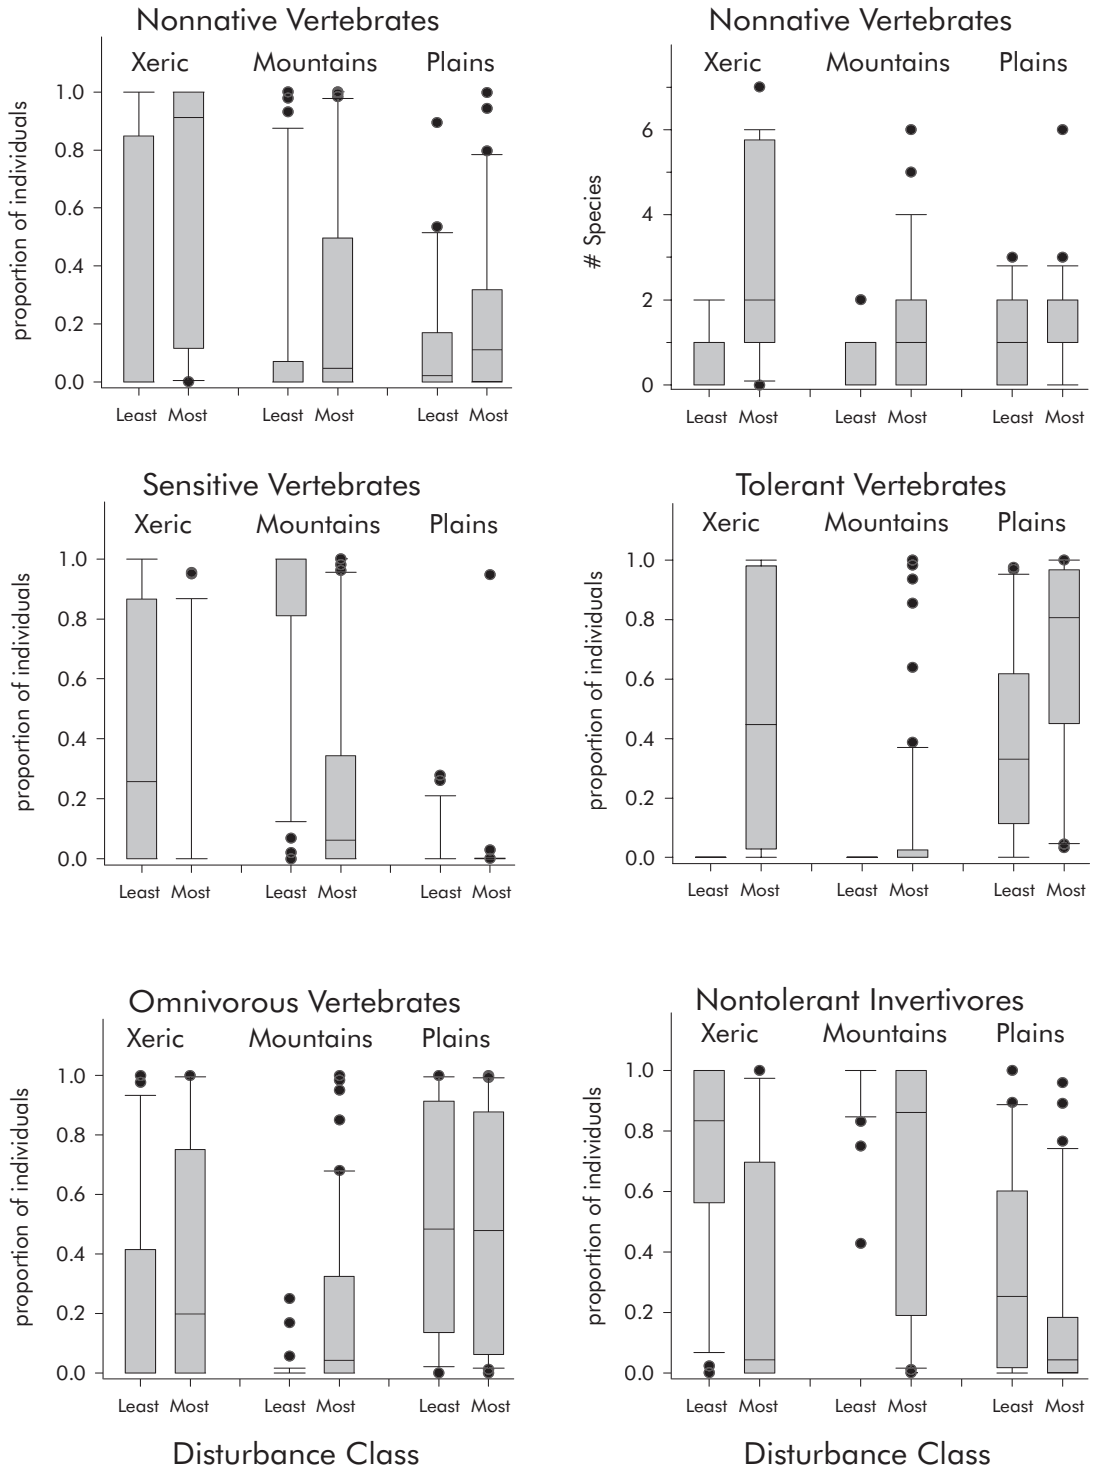 Nonnative Vertebrates
Xeric Mountains Plains
proportion of individuals
1.0
0.8
0.6
0.4
0.2
0.0
Least Most Least Most Least Most
Nonnative Vertebrates
Xeric Mountains Plains
# Species
6
4
2
0
Least Most Least Most Least Most
Sensitive Vertebrates
Xeric Mountains Plains
proportion of individuals
1.0
0.8
0.6
0.4
0.2
0.0
Least Most Least Most Least Most
Tolerant Vertebrates
Xeric Mountains Plains
proportion of individuals
1.0
0.8
0.6
0.4
0.2
0.0
Least Most Least Most Least Most
Omnivorous Vertebrates
Xeric Mountains Plains
proportion of individuals
1.0
0.8
0.6
0.4
0.2
0.0
Least Most Least Most Least Most
Disturbance Class
Nontolerant Invertivores
Xeric Mountains Plains
proportion of individuals
1.0
0.8
0.6
0.4
0.2
0.0
Least Most Least Most Least Most
Disturbance Class